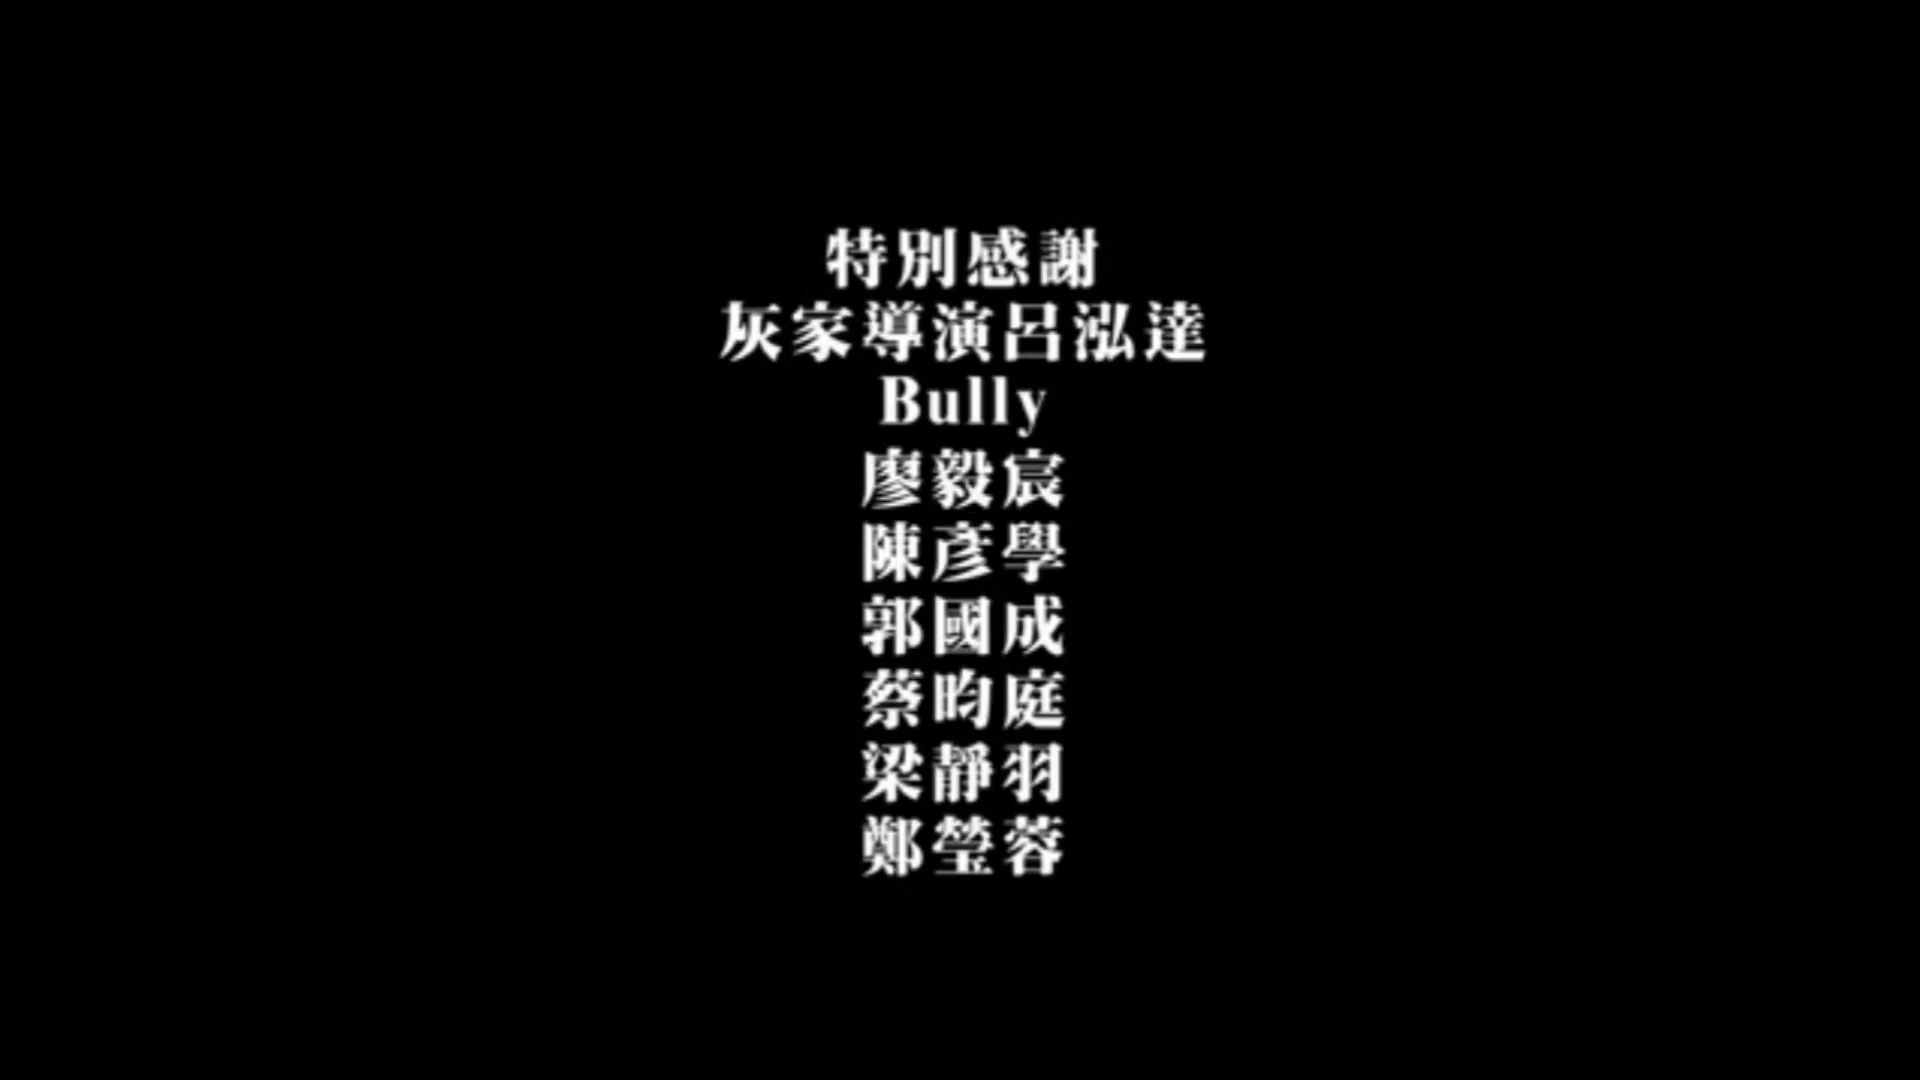 特別感謝
灰家導演呂泓達
Bully
廖毅宸
陳彥學
郭國成
蔡昀庭
梁靜羽
鄭瑩蓉